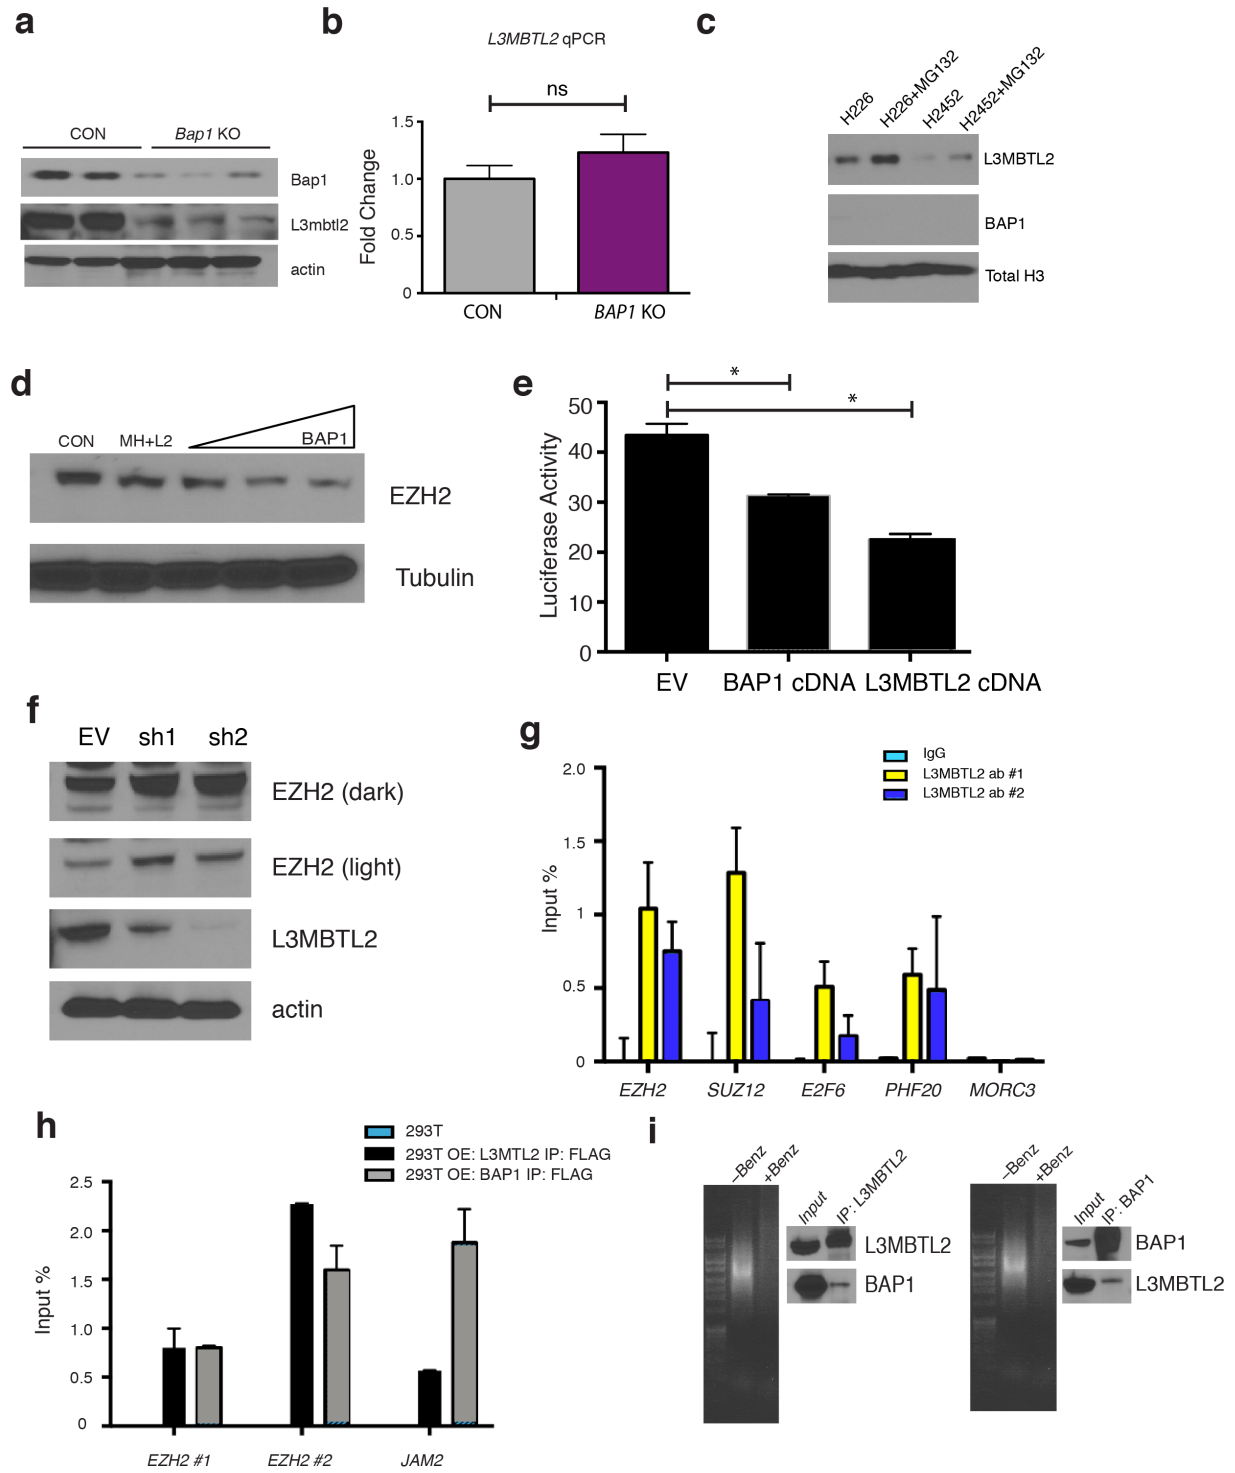 a
CON
Bap1 KO
Bap1
L3mbtl2
actin
b
L3MBTL2 qPCR
ns
Fold Change
1.5
1.0
0.5
0
CON
BAP1 KO
c
H226
H226+MG132
H2452
H2452+MG132
L3MBTL2
BAP1
Total H3
d
CON
MH+L2
BAP1
EZH2
Tubulin
e
*
*
Luciferase Activity
50
40
30
20
10
0
EV
BAP1 cDNA
L3MBTL2 cDNA
f
EV
sh1
sh2
EZH2 (dark)
EZH2 (light)
L3MBTL2
actin
g
IgG
L3MBTL2 ab #1
L3MBTL2 ab #2
Input %
2.0
1.5
1
0.5
0
EZH2
SUZ12
E2F6
PHF20
MORC3
h
293T
293T OE: L3MTL2 IP: FLAG
293T OE: BAP1 IP: FLAG
Input %
2.5
2.0
1.5
1.0
0.5
0
EZH2 #1
EZH2 #2
JAM2
i
–Benz
+Benz
Input
IP: L3MBTL2
L3MBTL2
BAP1
–Benz
+Benz
Input
IP: BAP1
BAP1
L3MBTL2